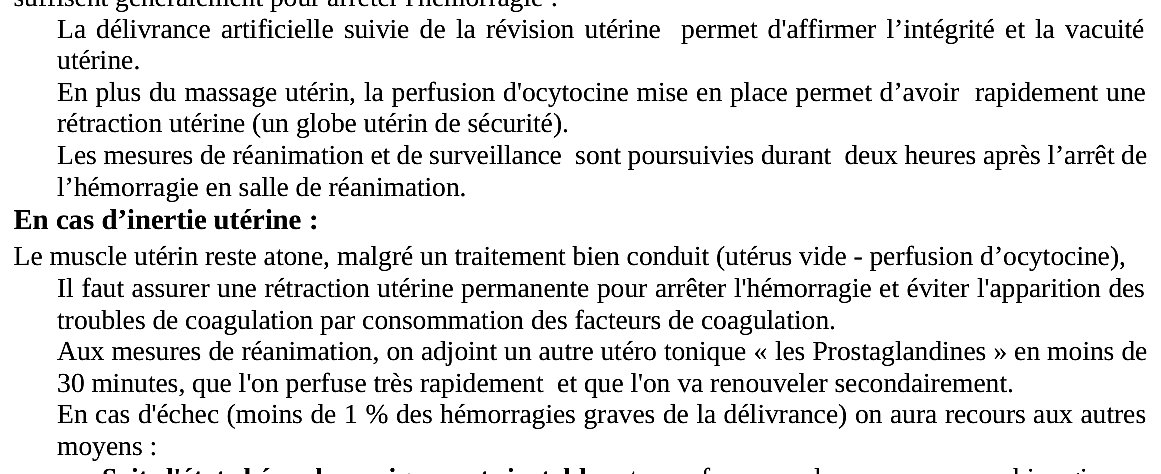 suffisent généralement pour arrêter l'hémorragie :
La délivrance artificielle suivie de la révision utérine permet d'affirmer l’intégrité et la vacuité
utérine.
En plus du massage utérin, la perfusion d'ocytocine mise en place permet d’avoir rapidement une
rétraction utérine (un globe utérin de sécurité).
Les mesures de réanimation et de surveillance sont poursuivies durant deux heures après l’arrêt de
l’hémorragie en salle de réanimation.
En cas d’inertie utérine :
Le muscle utérin reste atone, malgré un traitement bien conduit (utérus vide - perfusion d’ocytocine),
Il faut assurer une rétraction utérine permanente pour arrêter l'hémorragie et éviter l'apparition des
troubles de coagulation par consommation des facteurs de coagulation.
Aux mesures de réanimation, on adjoint un autre utéro tonique « les Prostaglandines » en moins de
30 minutes, que l'on perfuse très rapidement et que l'on va renouveler secondairement.
En cas d'échec (moins de 1 % des hémorragies graves de la délivrance) on aura recours aux autres
moyens :